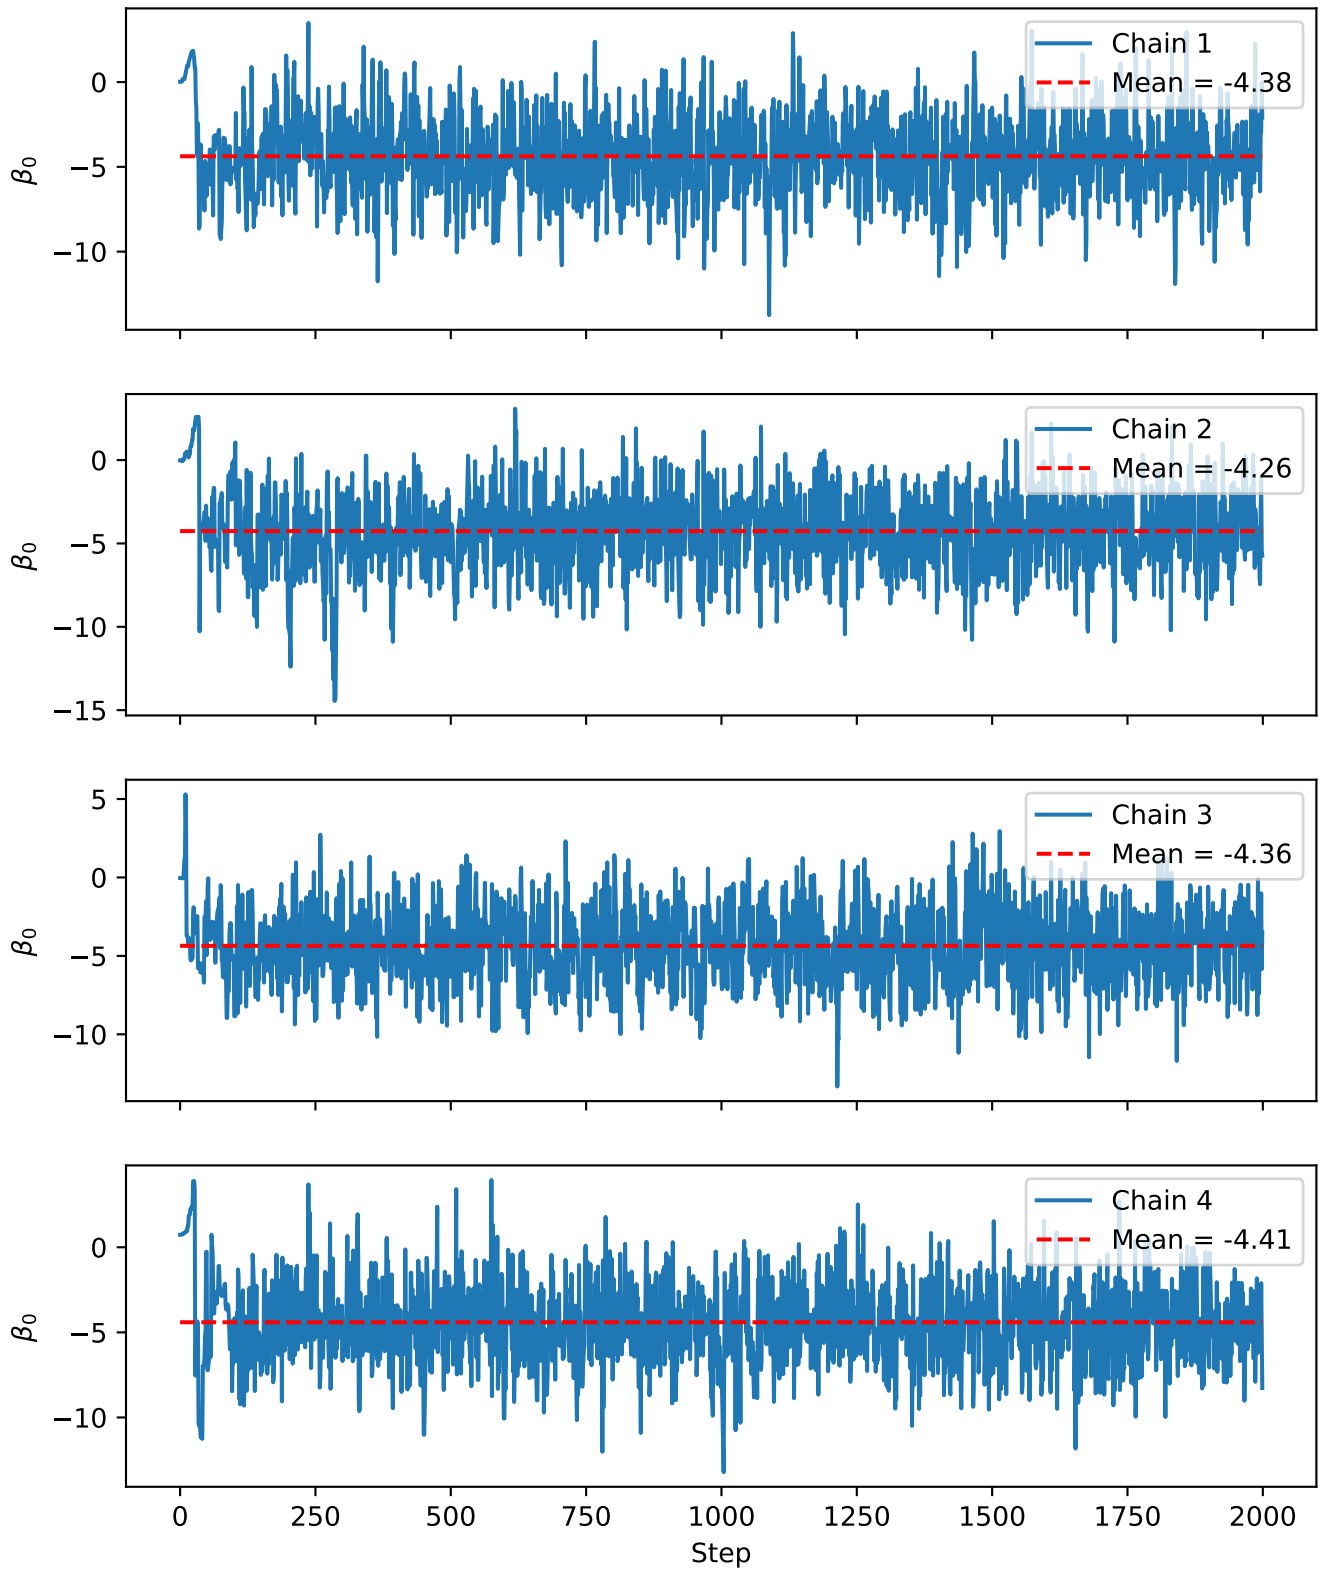 0
−5
−10
β0
Chain 1
Mean = -4.38
0
−5
−10
−15
β0
Chain 2
Mean = -4.26
5
0
−5
−10
β0
Chain 3
Mean = -4.36
0
−5
−10
β0
Chain 4
Mean = -4.41
0 250 500 750 1000 1250 1500 1750 2000
Step